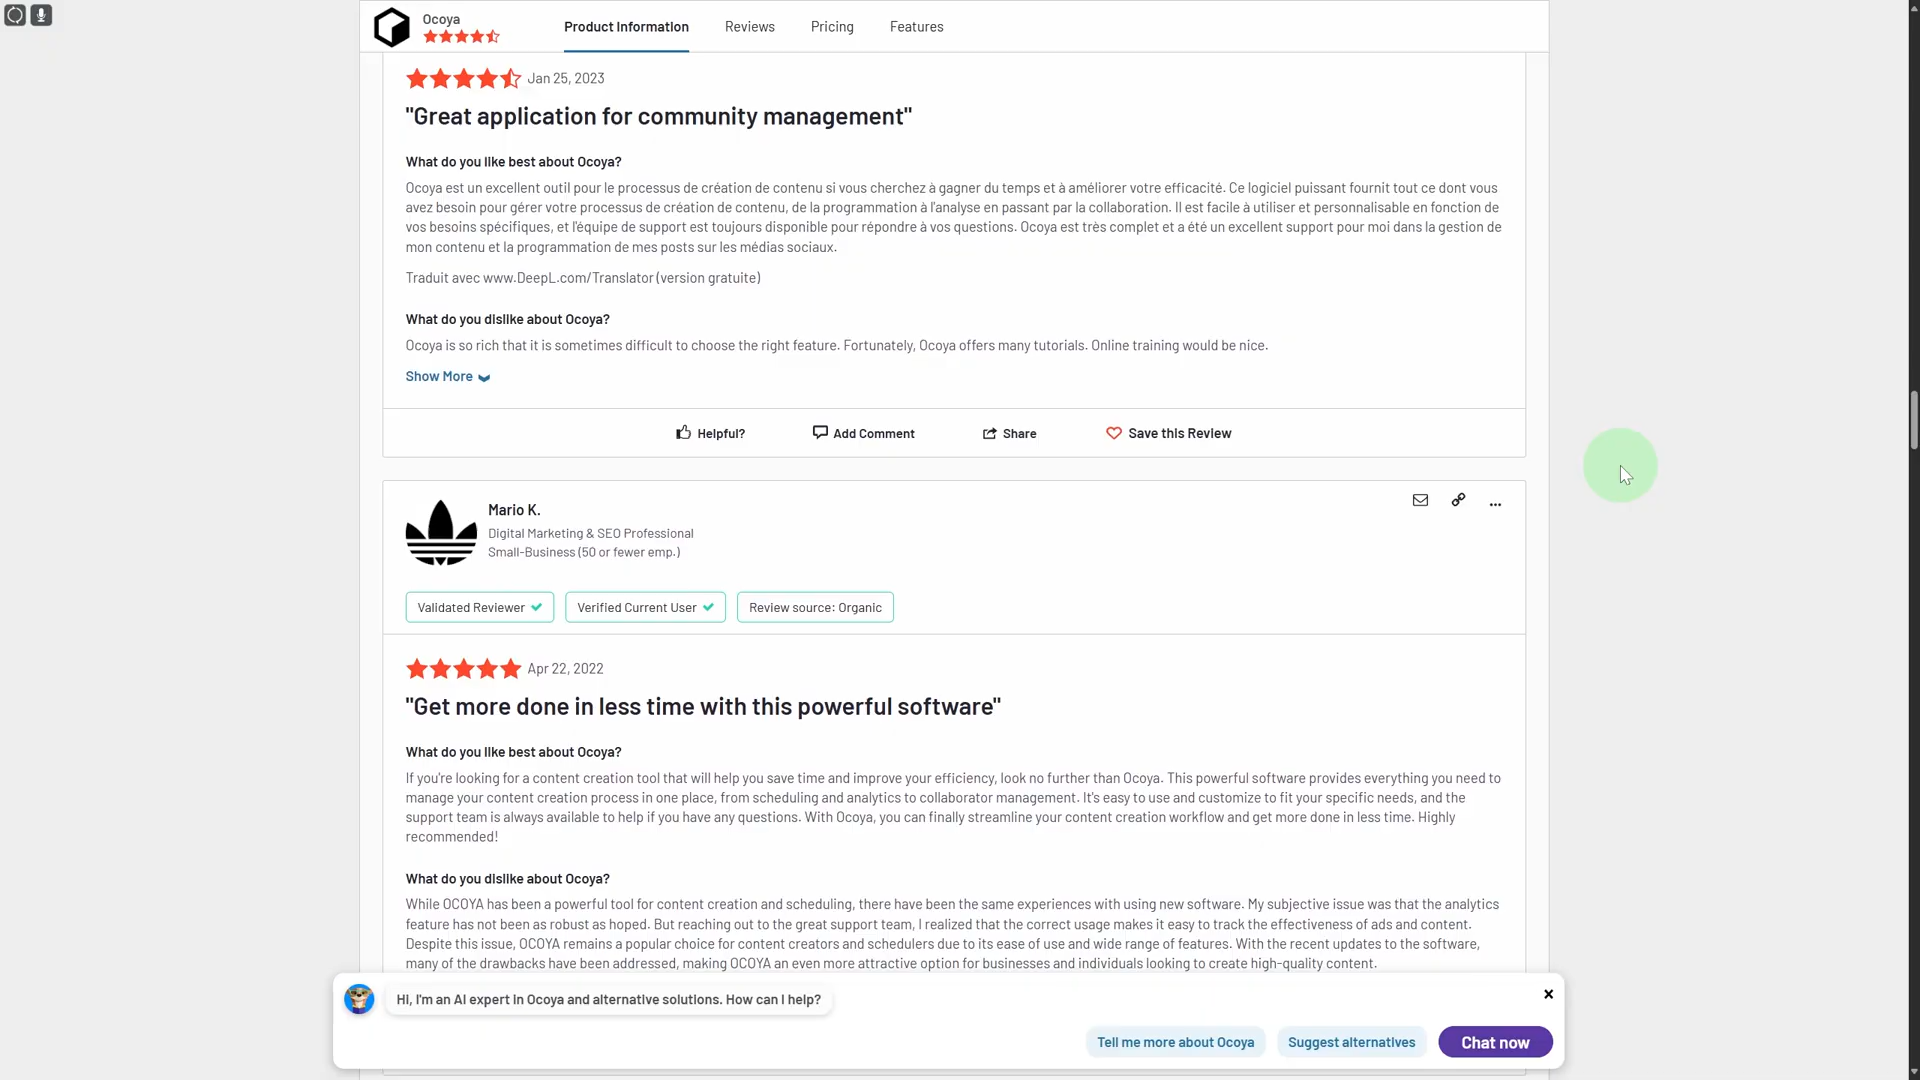 Ocoya
Product Information
Reviews
Pricing
Features
Jan 25, 2023
"Great application for community management"
What do you like best about Ocoya?
Ocoya est un excellent outil pour le processus de création de contenu si vous cherchez à gagner du temps et à améliorer votre efficacité. Ce logiciel puissant fournit tout ce dont vous
avez besoin pour gérer votre processus de création de contenu, de la programmation à l'analyse en passant par la collaboration. Il est facile à utiliser et personnalisable en fonction de
vos besoins spécifiques, et l'équipe de support est toujours disponible pour répondre à vos questions. Ocoya est très complet et a été un excellent support pour moi dans la gestion de
mon contenu et la programmation de mes posts sur les médias sociaux.
Traduit avec www.DeepL.com/Translator (version gratuite)
What do you dislike about Ocoya?
Ocoya is so rich that it is sometimes difficult to choose the right feature. Fortunately, Ocoya offers many tutorials. Online training would be nice.
Show More
Helpful?
Add Comment
Share
Save this Review
Mario K.
Digital Marketing & SEO Professional
Small-Business (50 or fewer emp.)
Validated Reviewer
Verified Current User
Review source: Organic
Apr 22, 2022
"Get more done in less time with this powerful software"
What do you like best about Ocoya?
If you're looking for a content creation tool that will help you save time and improve your efficiency, look no further than Ocoya. This powerful software provides everything you need to
manage your content creation process in one place, from scheduling and analytics to collaborator management. It's easy to use and customize to fit your specific needs, and the
support team is always available to help if you have any questions. With Ocoya, you can finally streamline your content creation workflow and get more done in less time. Highly
recommended!
What do you dislike about Ocoya?
While OCOYA has been a powerful tool for content creation and scheduling, there have been the same experiences with using new software. My subjective issue was that the analytics
feature has not been as robust as hoped. But reaching out to the great support team, I realized that the correct usage makes it easy to track the effectiveness of ads and content.
Despite this issue, OCOYA remains a popular choice for content creators and schedulers due to its ease of use and wide range of features. With the recent updates to the software,
many of the drawbacks have been addressed, making OCOYA an even more attractive option for businesses and individuals looking to create high-quality content.
Hi, I'm an AI expert in Ocoya and alternative solutions. How can I help?
Tell me more about Ocoya
Suggest alternatives
Chat now